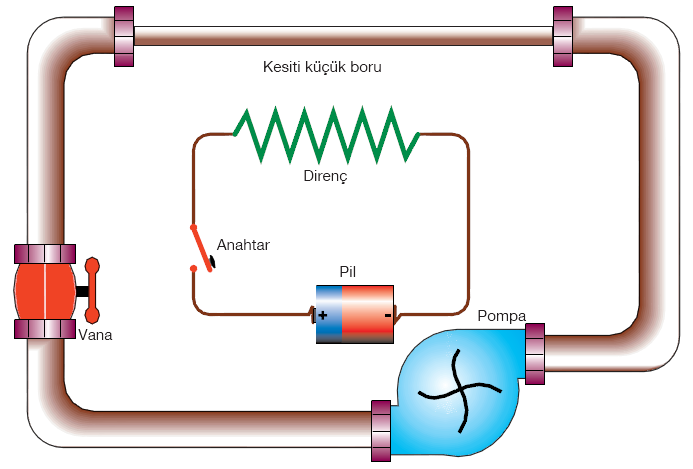 Kesiti küçük boru
Direnç
Anahtar
Pil
+ -
Pompa
Vana